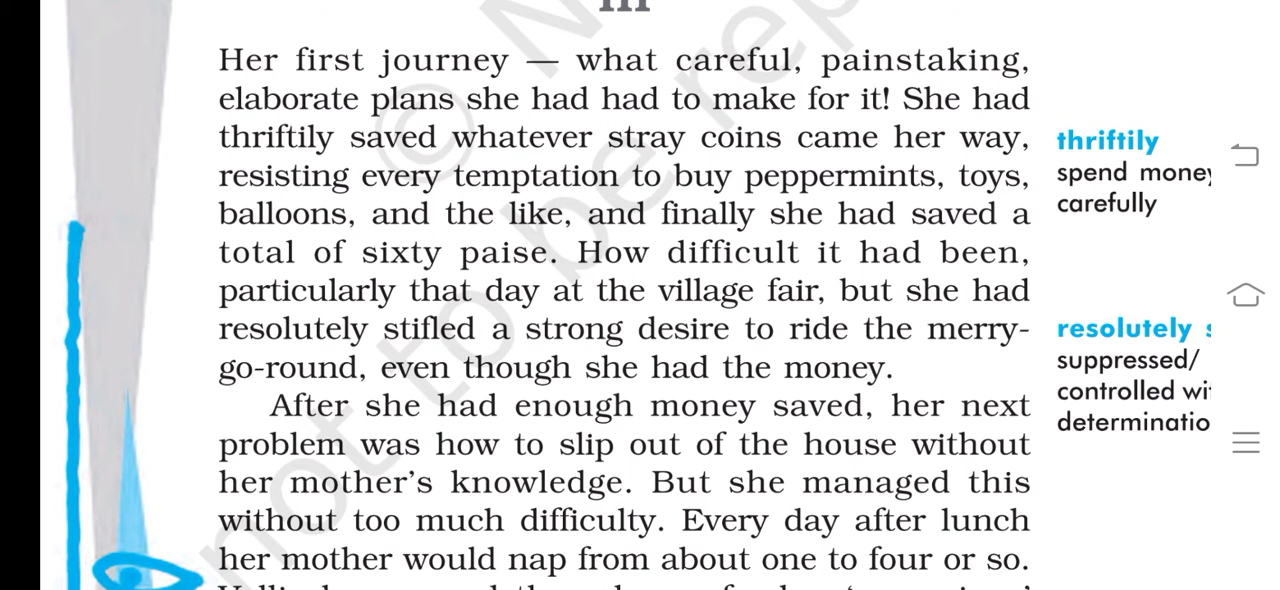 III
Her first journey — what careful, painstaking,
elaborate plans she had had to make for it! She had
thriftily saved whatever stray coins came her way,
resisting every temptation to buy peppermints, toys,
balloons, and the like, and finally she had saved a
total of sixty paise. How difficult it had been,
particularly that day at the village fair, but she had
resolutely stifled a strong desire to ride the merry-
go-round, even though she had the money.
After she had enough money saved, her next
problem was how to slip out of the house without
her mother's knowledge. But she managed this
without too much difficulty. Every day after lunch
her mother would nap from about one to four or so.
thriftily
spend money
carefully
resolutely
suppressed/
controlled
© 
not to be